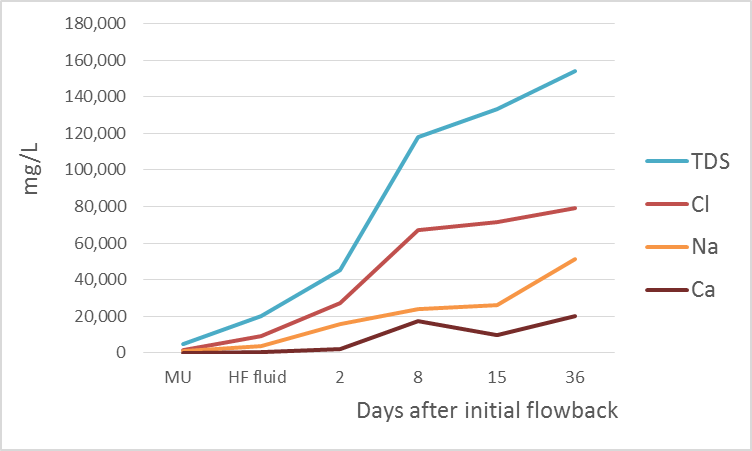 180,000
160,000
140,000
120,000
100,000
80,000
60,000
40,000
20,000
0
mg/L
MU HF fluid 2 8 15 36
Days after initial flowback
TDS
Cl
Na
Ca